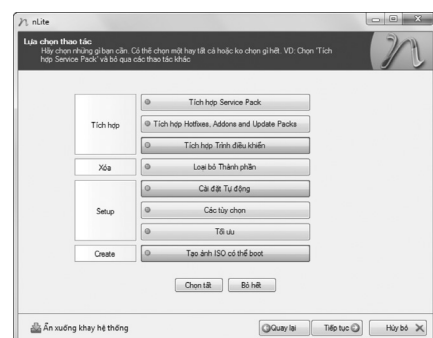 nLite
Lựa chọn thao tác
Hãy chọn những gì bạn cần. Có thể chọn một hay tất cả hoặc ko chọn gì hết. VD: Chọn 'Tích
hợp Service Pack' và bỏ qua các thao tác khác
Tích hợp
Tích hợp Service Pack
Tích hợp Hotfixes, Addons and Update Packs
Tích hợp Trình điều khiển
Xóa
Loại bỏ Thành phần
Setup
Cài đặt Tự động
Các tùy chọn
Tối ưu
Create
Tạo ảnh ISO có thể boot
Chọn tất
Bỏ hết
Ẩn xuống khay hệ thống
Quay lại
Tiếp tục
Hủy bỏ